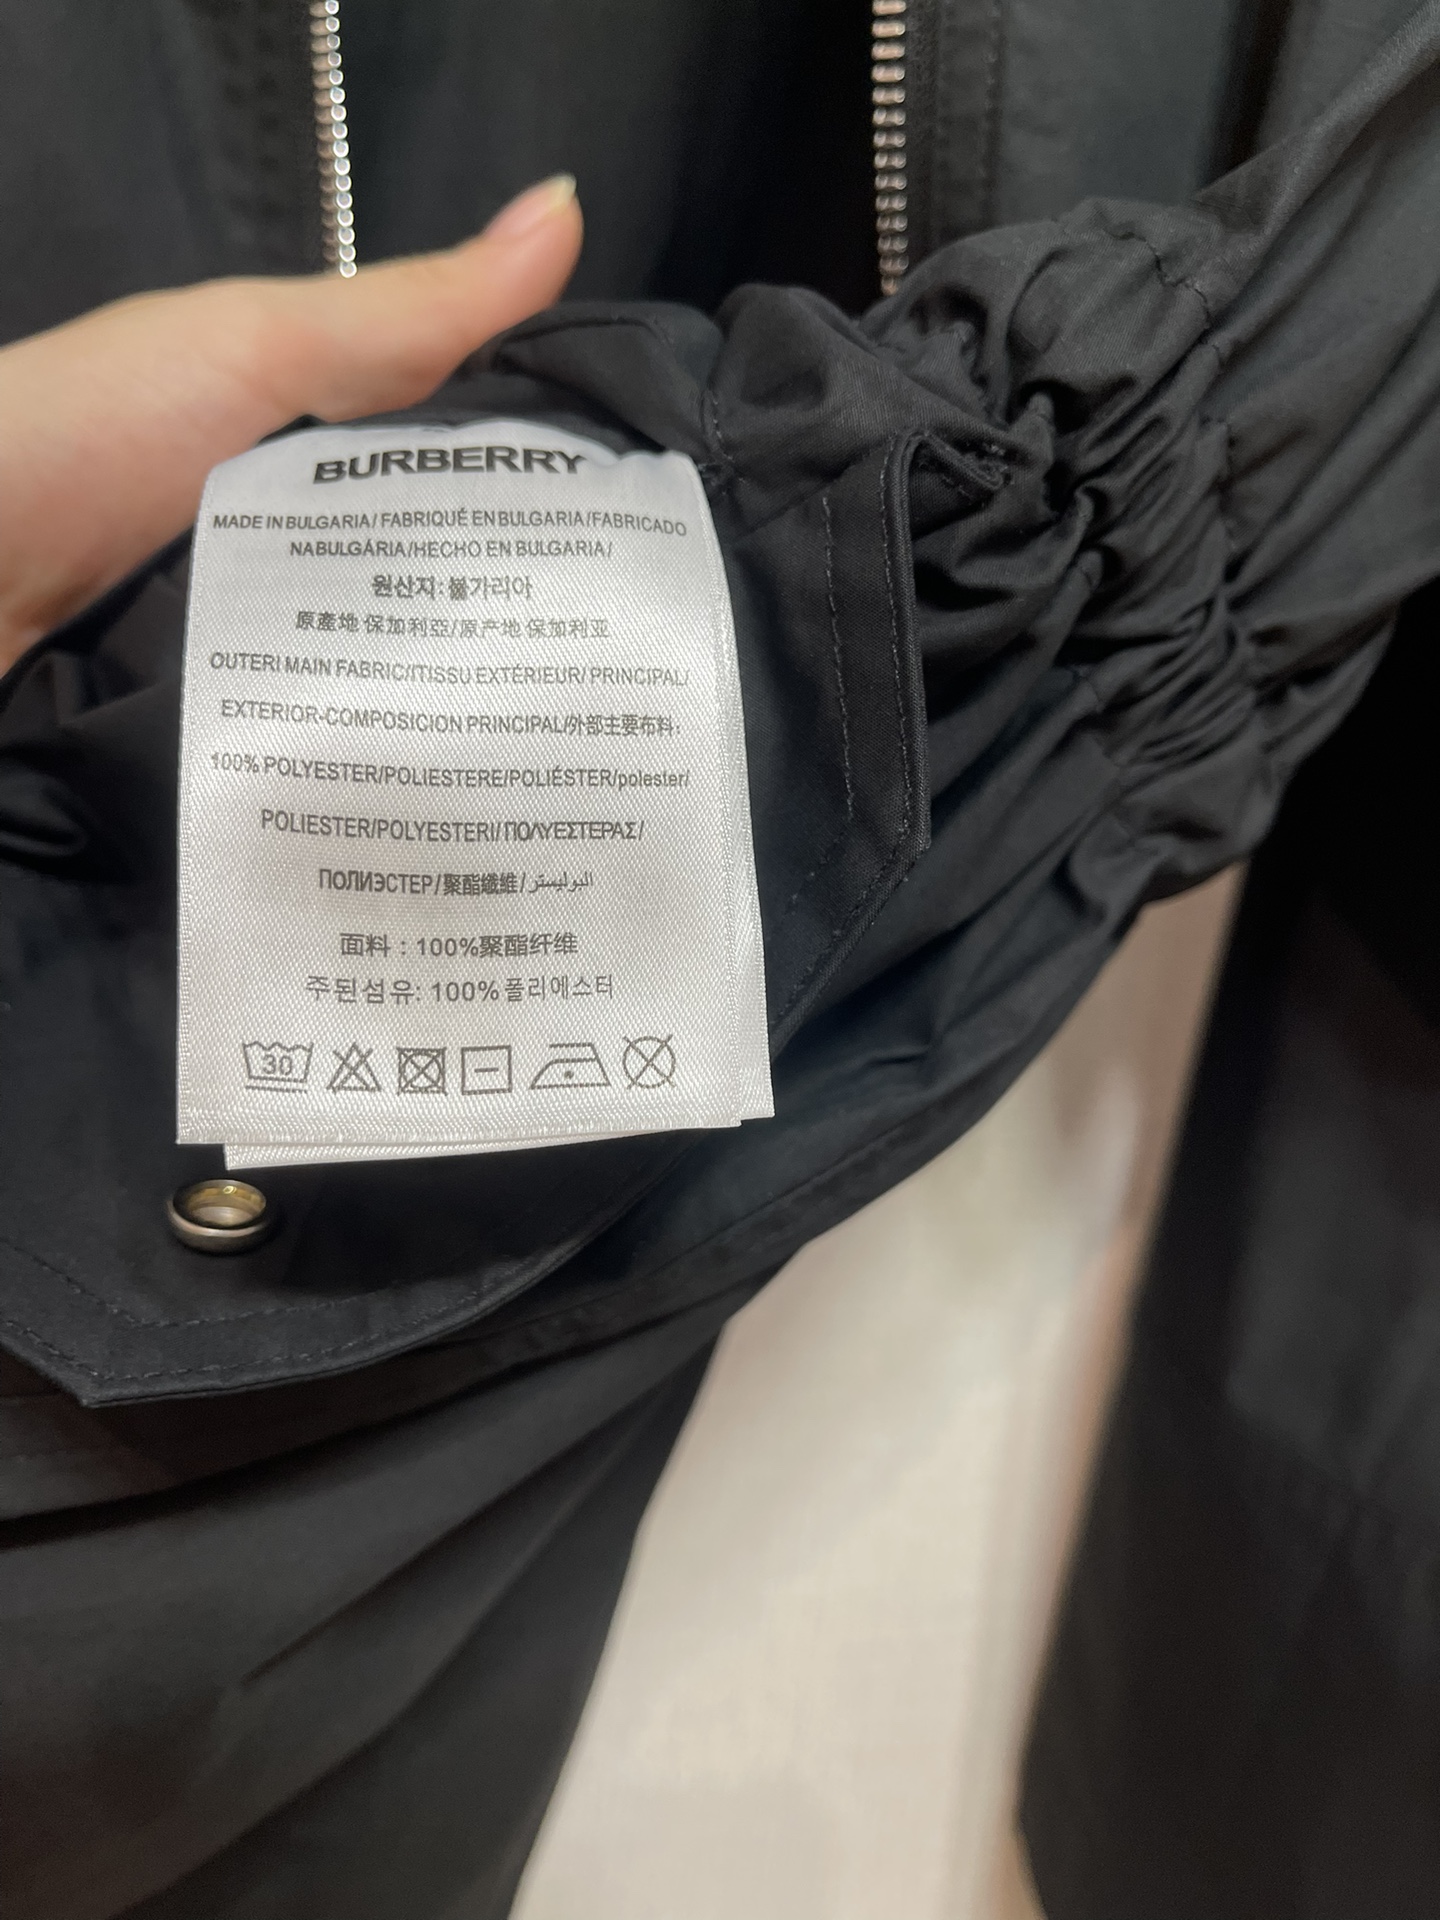 BURBERRY
MADE IN BULGARIA/ FABRIQUÉ EN BULGARIA/FABRICADO
NABULGÁRIA/HECHO EN BULGARIA/
원산지: 불가리아
原產地 保加利亞/原产地 保加利亚
OUTERI MAIN FABRIC/ITISSU EXTÉRIEUR/ PRINCIPAL/
EXTERIOR-COMPOSICION PRINCIPAL/外部主要布料:
100% POLYESTER/POLIESTERE/POLIÉSTER/polester/
POLIESTER/POLYESTERI/ΠΟΛΥΕΣΤΕΡΑΣ/
ПОЛИЭСТЕР/聚酯纖維/البوليستر
面料：100%聚酯纤维
주된섬유: 100% 폴리에스터
30